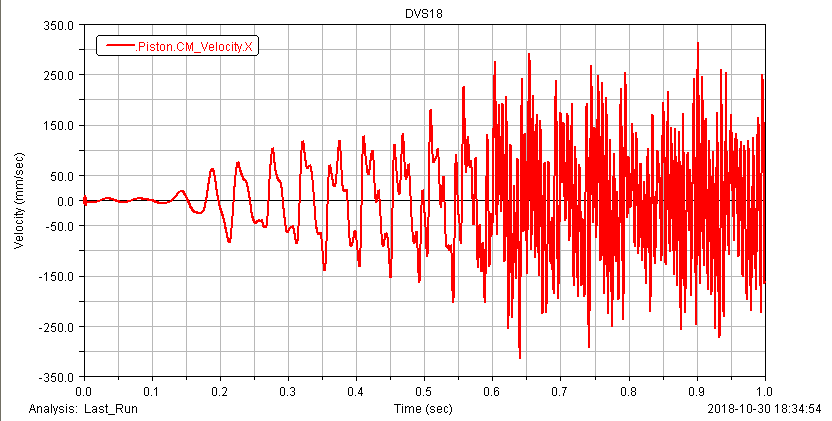 DVS18
350.0
.Piston.CM_Velocity.X
250.0
150.0
50.0
0.0
-50.0
-150.0
-250.0
-350.0
Velocity (mm/sec)
0.0 0.1 0.2 0.3 0.4 0.5 0.6 0.7 0.8 0.9 1.0
Analysis: Last_Run Time (sec) 2018-10-30 18:34:54